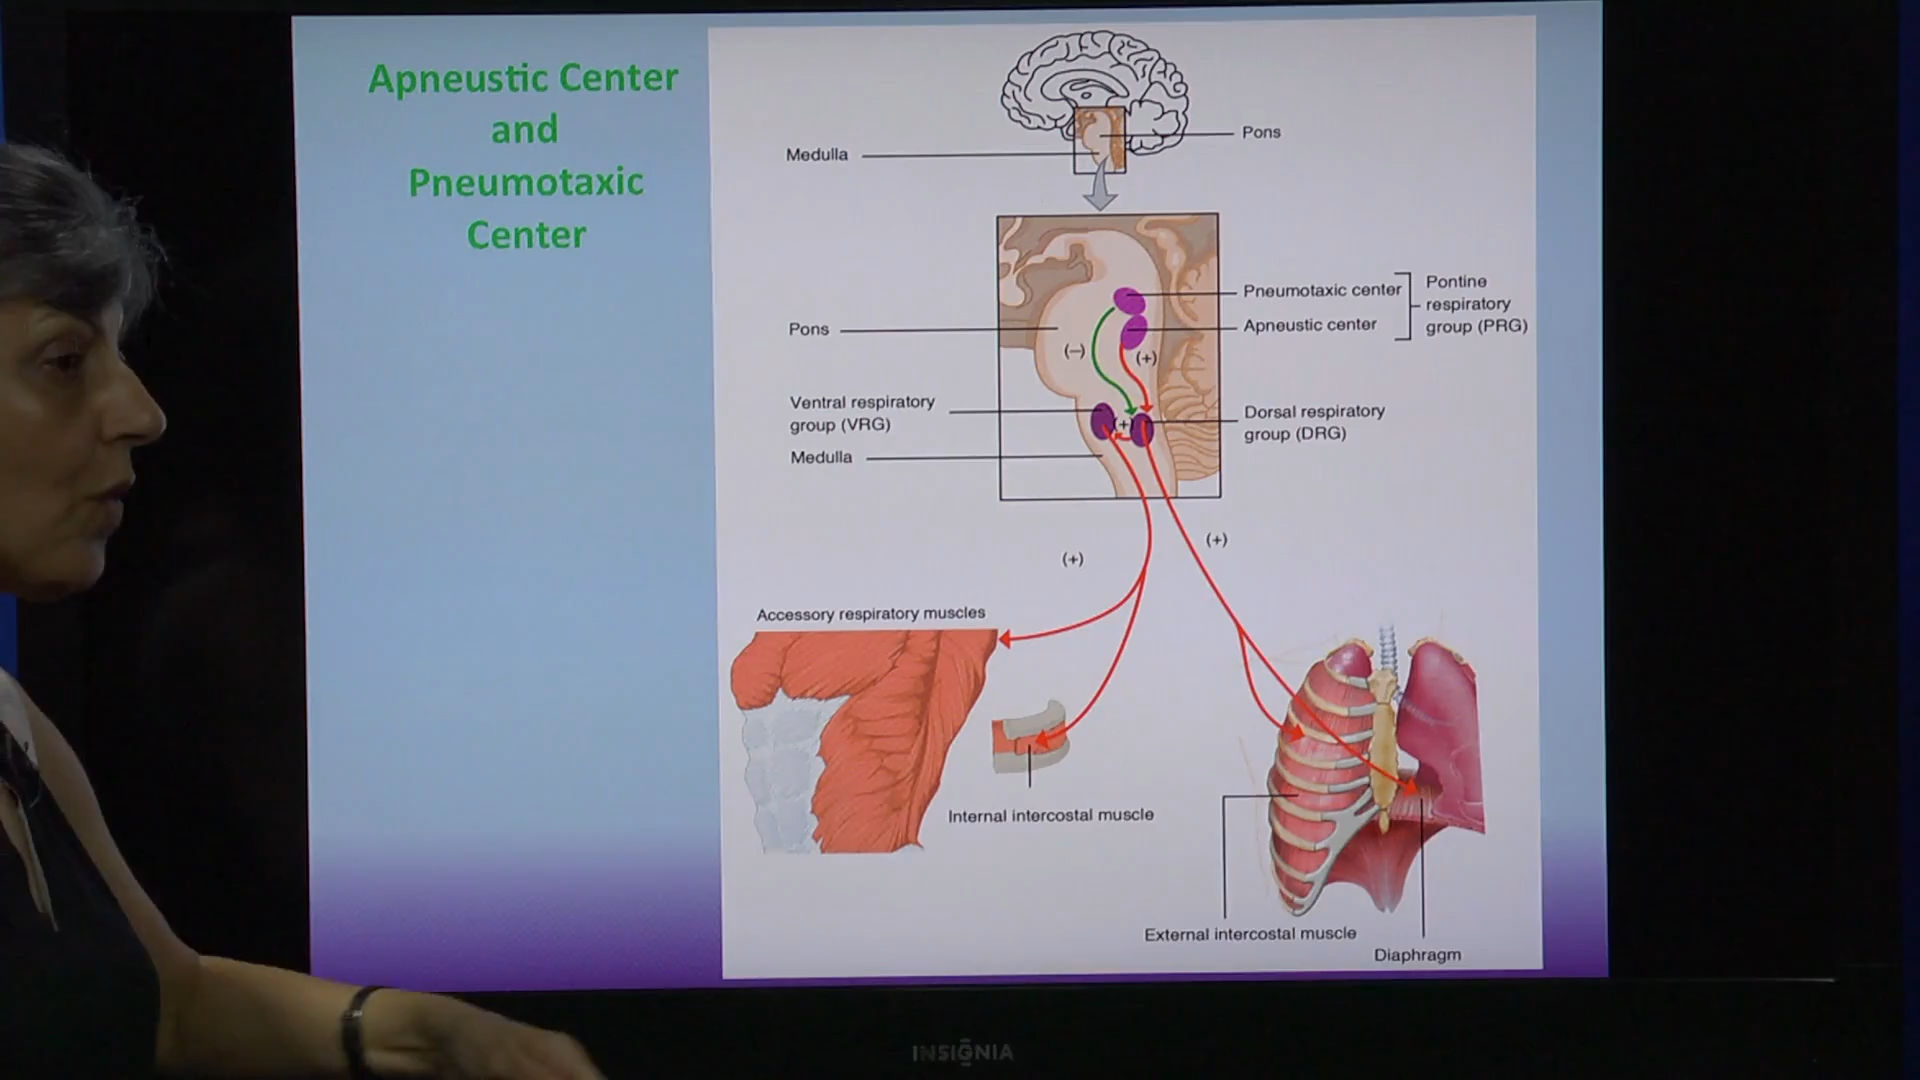 Apneustic Center
and
Pneumotaxic
Center
Medulla
Pons
Pneumotaxic center
Apneustic center
Pontine
respiratory
group (PRG)
Pons
(–)
(+)
Ventral respiratory
group (VRG)
(+)
Dorsal respiratory
group (DRG)
Medulla
(+)
(+)
Accessory respiratory muscles
Internal intercostal muscle
External intercostal muscle
Diaphragm
INSIGNIA